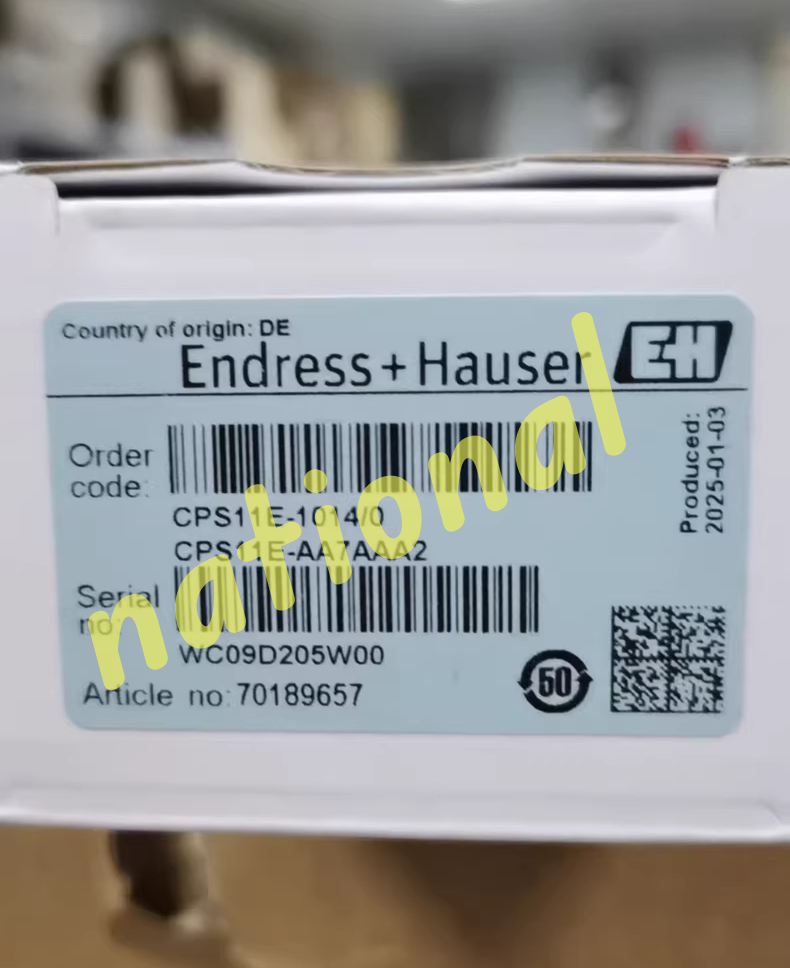 Country of origin: DE
Endress+Hauser EH
Order code:
CPS11E-1014/0
CPS11E-AA7AAA2
Serial no:
WC09D205W00
Article no: 70189657
50
Produced:
2025-01-03
national